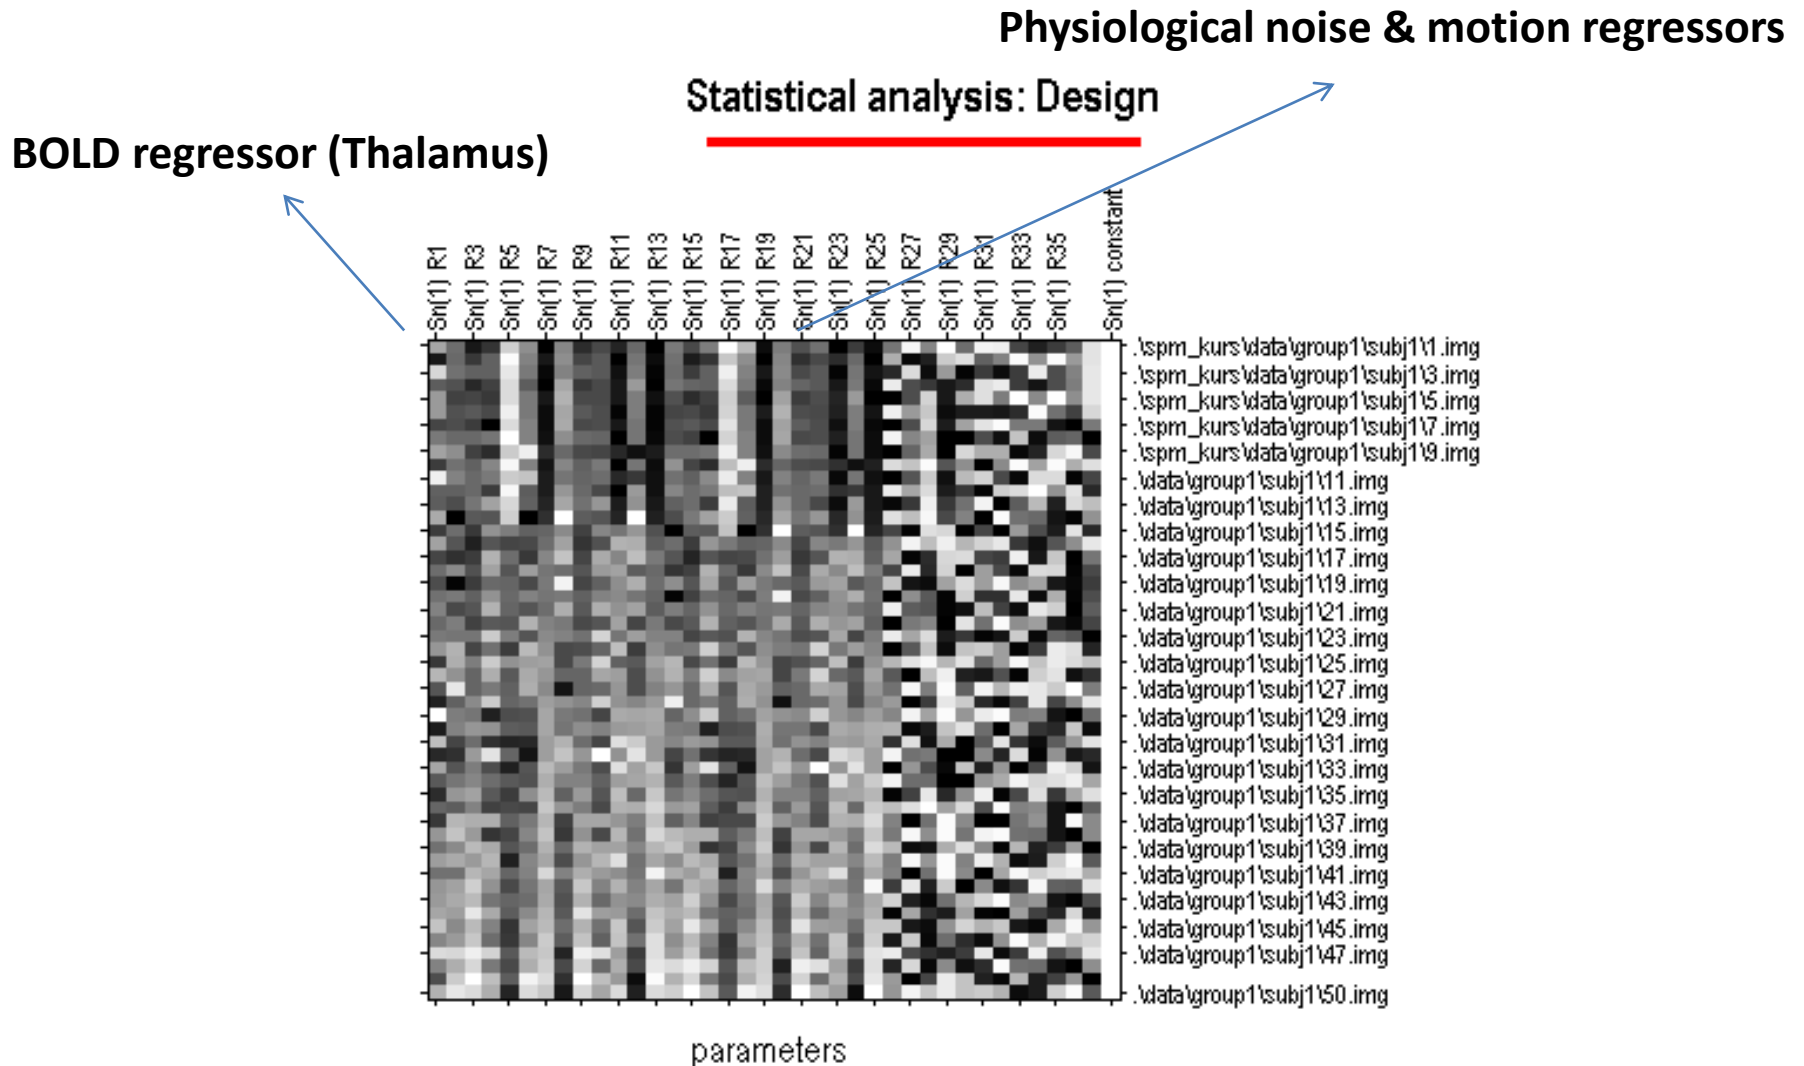 Physiological noise & motion regressors
Statistical analysis: Design
BOLD regressor (Thalamus)
Sn(1) R1
Sn(1) R3
Sn(1) R5
Sn(1) R7
Sn(1) R9
Sn(1) R11
Sn(1) R13
Sn(1) R15
Sn(1) R17
Sn(1) R19
Sn(1) R21
Sn(1) R23
Sn(1) R25
Sn(1) R27
Sn(1) R29
Sn(1) R31
Sn(1) R33
Sn(1) R35
Sn(1) constant
.\spm_kurs\data\group1\subj1\1.img
.\spm_kurs\data\group1\subj1\3.img
.\spm_kurs\data\group1\subj1\5.img
.\spm_kurs\data\group1\subj1\7.img
.\spm_kurs\data\group1\subj1\9.img
.\data\group1\subj1\11.img
.\data\group1\subj1\13.img
.\data\group1\subj1\15.img
.\data\group1\subj1\17.img
.\data\group1\subj1\19.img
.\data\group1\subj1\21.img
.\data\group1\subj1\23.img
.\data\group1\subj1\25.img
.\data\group1\subj1\27.img
.\data\group1\subj1\29.img
.\data\group1\subj1\31.img
.\data\group1\subj1\33.img
.\data\group1\subj1\35.img
.\data\group1\subj1\37.img
.\data\group1\subj1\39.img
.\data\group1\subj1\41.img
.\data\group1\subj1\43.img
.\data\group1\subj1\45.img
.\data\group1\subj1\47.img
.\data\group1\subj1\50.img
parameters